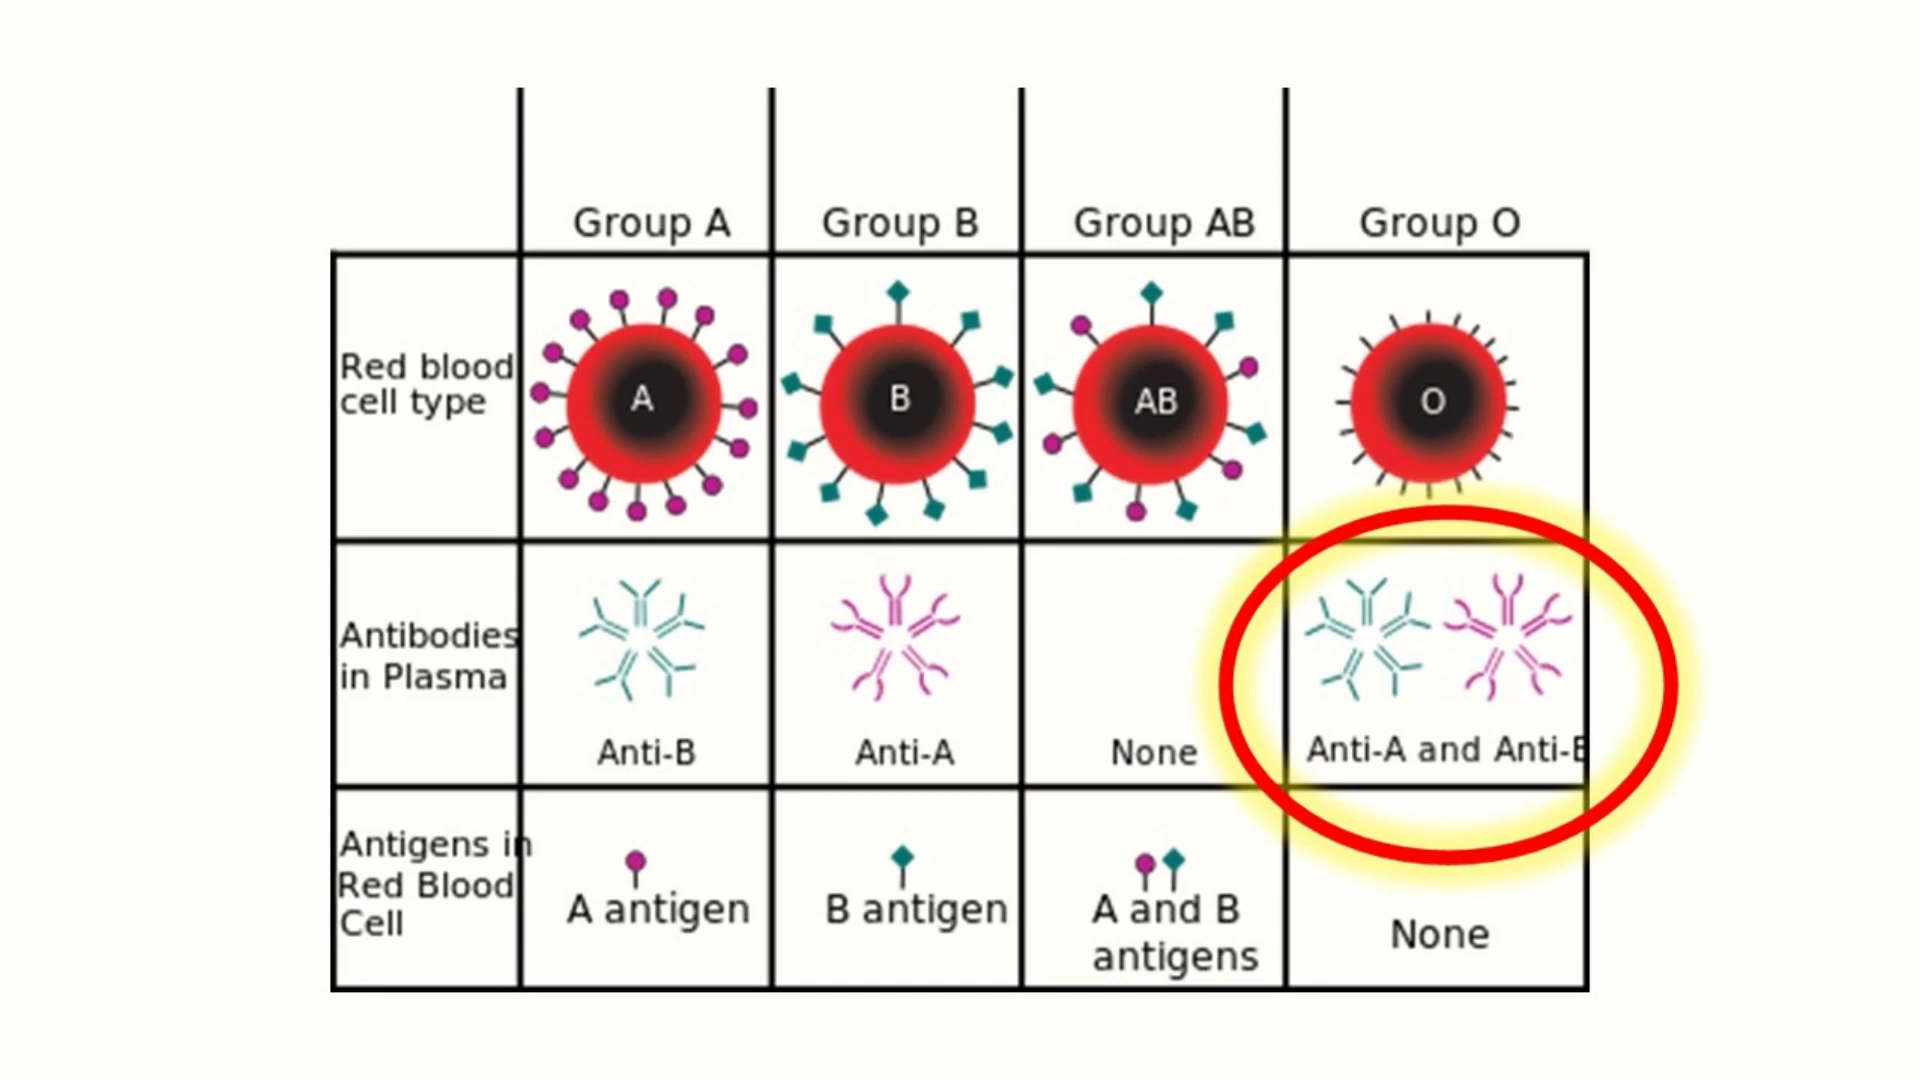 Group A
Group B
Group AB
Group O
Red blood
cell type
A
B
AB
O
Antibodies
in Plasma
Anti-B
Anti-A
None
Anti-A and Anti-B
Antigens in
Red Blood
Cell
A antigen
B antigen
A and B
antigens
None